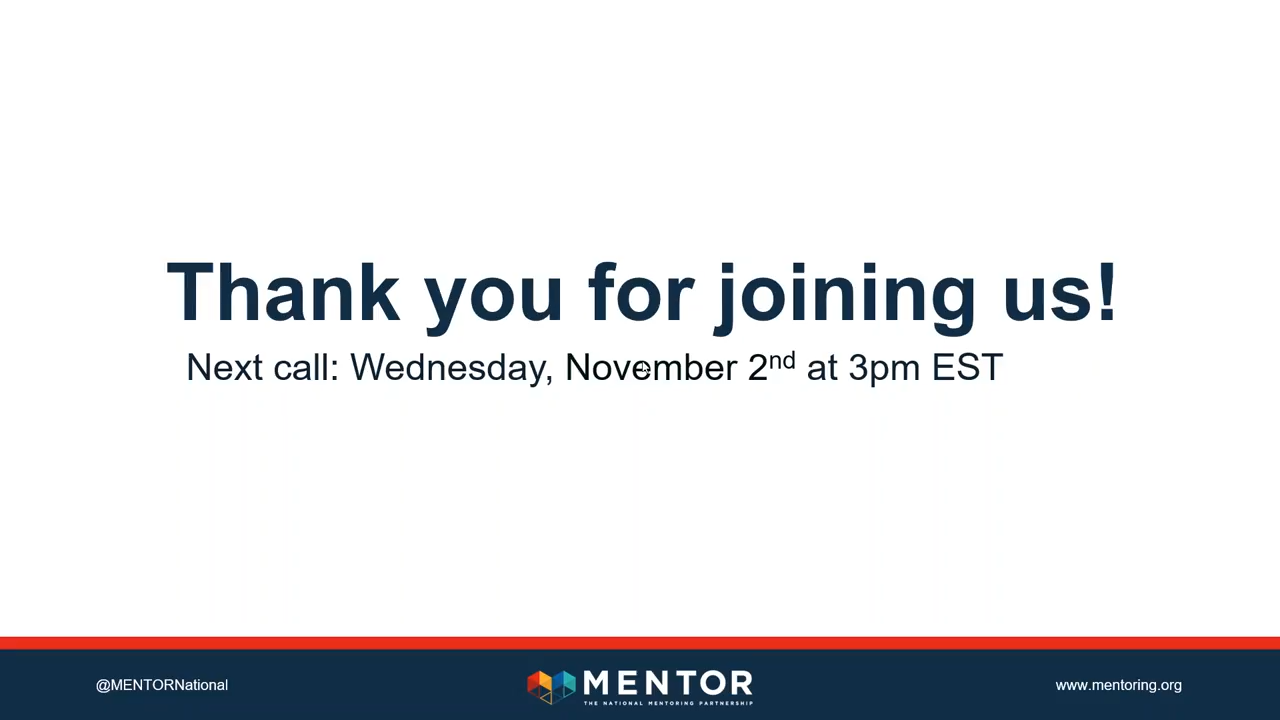 Thank you for joining us!
Next call: Wednesday, November 2nd at 3pm EST
@MENTORNational
MENTOR
THE NATIONAL MENTORING PARTNERSHIP
www.mentoring.org